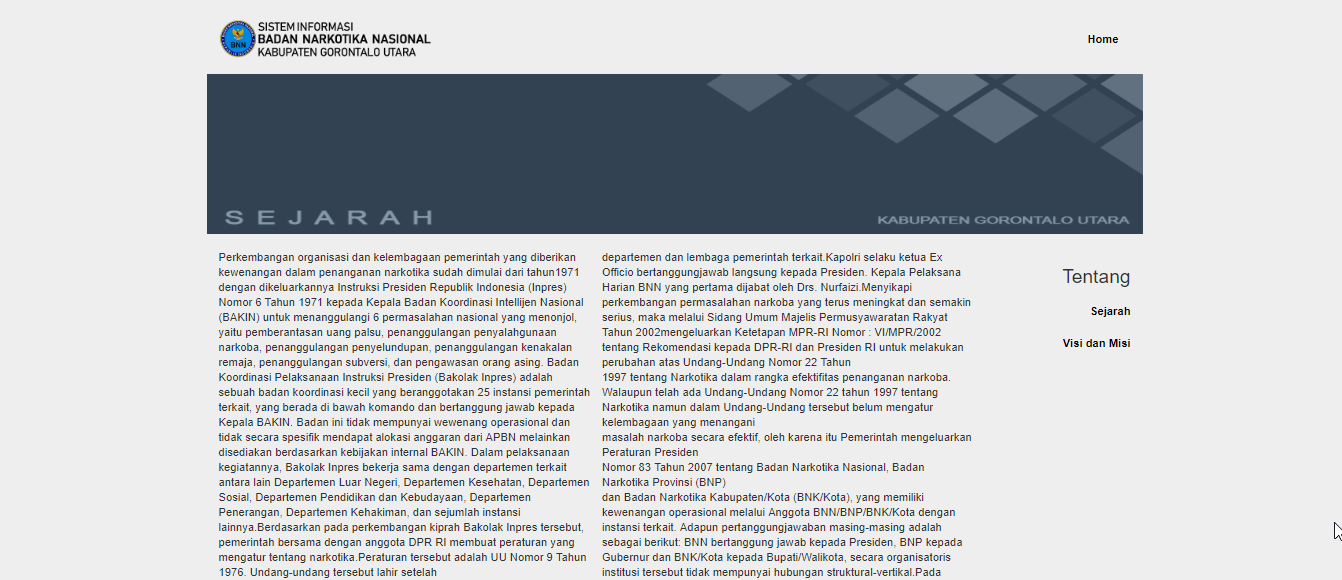 SISTEM INFORMASI
BADAN NARKOTIKA NASIONAL
KABUPATEN GORONTALO UTARA
BNN
Home
SEJARAH
KABUPATEN GORONTALO UTARA
Perkembangan organisasi dan kelembagaan pemerintah yang diberikan
kewenangan dalam penanganan narkotika sudah dimulai dari tahun1971
dengan dikeluarkannya Instruksi Presiden Republik Indonesia (Inpres)
Nomor 6 Tahun 1971 kepada Kepala Badan Koordinasi Intellijen Nasional
(BAKIN) untuk menanggulangi 6 permasalahan nasional yang menonjol,
yaitu pemberantasan uang palsu, penanggulangan penyalahgunaan
narkoba, penanggulangan penyelundupan, penanggulangan kenakalan
remaja, penanggulangan subversi, dan pengawasan orang asing. Badan
Koordinasi Pelaksanaan Instruksi Presiden (Bakolak Inpres) adalah
sebuah badan koordinasi kecil yang beranggotakan 25 instansi pemerintah
terkait, yang berada di bawah komando dan bertanggung jawab kepada
Kepala BAKIN. Badan ini tidak mempunyai wewenang operasional dan
tidak secara spesifik mendapat alokasi anggaran dari APBN melainkan
disediakan berdasarkan kebijakan internal BAKIN. Dalam pelaksanaan
kegiatannya, Bakolak Inpres bekerja sama dengan departemen terkait
antara lain Departemen Luar Negeri, Departemen Kesehatan, Departemen
Sosial, Departemen Pendidikan dan Kebudayaan, Departemen
Penerangan, Departemen Kehakiman, dan sejumlah instansi
lainnya.Berdasarkan pada perkembangan kiprah Bakolak Inpres tersebut,
pemerintah bersama dengan anggota DPR RI membuat peraturan yang
mengatur tentang narkotika.Peraturan tersebut adalah UU Nomor 9 Tahun
1976. Undang-undang tersebut lahir setelah
departemen dan lembaga pemerintah terkait.Kapolri selaku ketua Ex
Officio bertanggungjawab langsung kepada Presiden. Kepala Pelaksana
Harian BNN yang pertama dijabat oleh Drs. Nurfaizi.Menyikapi
perkembangan permasalahan narkoba yang terus meningkat dan semakin
serius, maka melalui Sidang Umum Majelis Permusyawaratan Rakyat
Tahun 2002mengeluarkan Ketetapan MPR-RI Nomor : VI/MPR/2002
tentang Rekomendasi kepada DPR-RI dan Presiden RI untuk melakukan
perubahan atas Undang-Undang Nomor 22 Tahun
1997 tentang Narkotika dalam rangka efektifitas penanganan narkoba.
Walaupun telah ada Undang-Undang Nomor 22 tahun 1997 tentang
Narkotika namun dalam Undang-Undang tersebut belum mengatur
kelembagaan yang menangani
masalah narkoba secara efektif, oleh karena itu Pemerintah mengeluarkan
Peraturan Presiden
Nomor 83 Tahun 2007 tentang Badan Narkotika Nasional, Badan
Narkotika Provinsi (BNP)
dan Badan Narkotika Kabupaten/Kota (BNK/Kota), yang memiliki
kewenangan operasional melalui Anggota BNN/BNP/BNK/Kota dengan
instansi terkait. Adapun pertanggungjawaban masing-masing adalah
sebagai berikut: BNN bertanggung jawab kepada Presiden, BNP kepada
Gubernur dan BNK/Kota kepada Bupati/Walikota, secara organisatoris
institusi tersebut tidak mempunyai hubungan struktural-vertikal.Pada
Tentang
Sejarah
Visi dan Misi